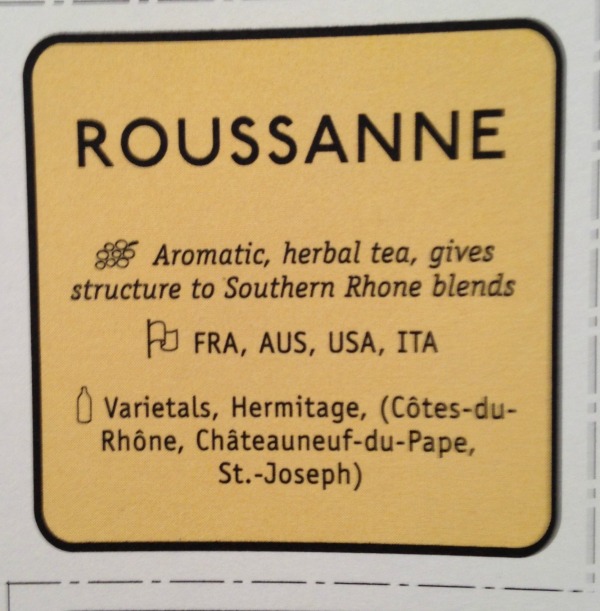 ROUSSANNE
Aromatic, herbal tea, gives
structure to Southern Rhone blends
FRA, AUS, USA, ITA
Varietals, Hermitage, (Côtes-du-
Rhône, Châteauneuf-du-Pape,
St.-Joseph)